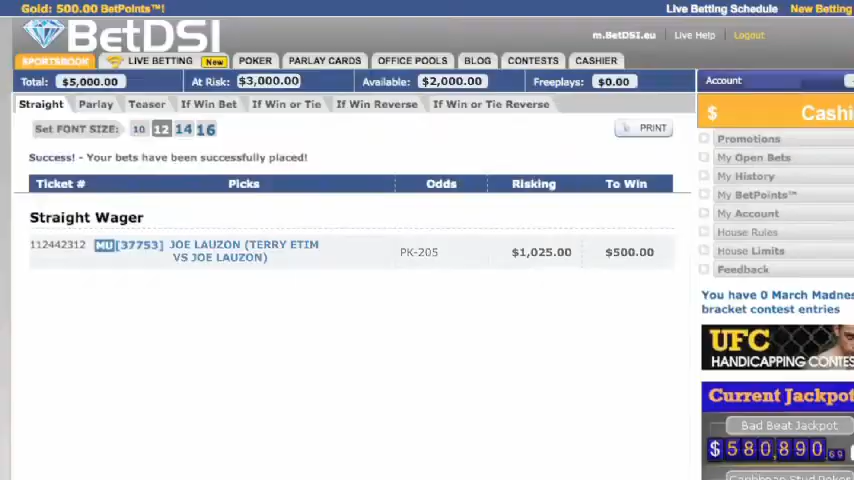 Gold: 500.00 BetPoints™! Live Betting Schedule New Betting
BetDSI m.BetDSI.eu Live Help Logout
SPORTSBOOK LIVE BETTING New POKER PARLAY CARDS OFFICE POOLS BLOG CONTESTS CASHIER
Total: $5,000.00 At Risk: $3,000.00 Available: $2,000.00 Freeplays: $0.00 Account
Straight Parlay Teaser If Win Bet If Win or Tie If Win Reverse If Win or Tie Reverse
$ Cashi
Set FONT SIZE: 10 12 14 16 PRINT
Promotions
Success! - Your bets have been successfully placed!
My Open Bets
My History
Ticket # Picks Odds Risking To Win
My BetPoints™
My Account
Straight Wager
House Rules
112442312 MU[37753] JOE LAUZON (TERRY ETIM
VS JOE LAUZON) PK-205 $1,025.00 $500.00
House Limits
Feedback
You have 0 March Madnes
bracket contest entries
UFC
HANDICAPPING CONTES
Current Jackpot
Bad Beat Jackpot
$580,890.69